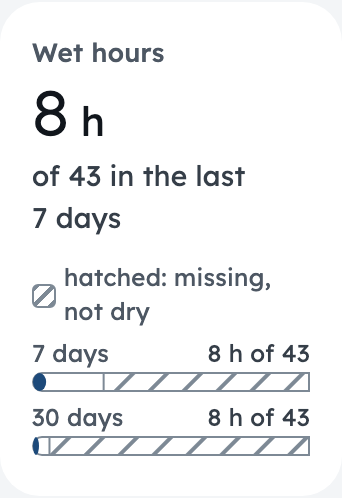 Wet hours
8 h
of 43 in the last
7 days
hatched: missing,
not dry
7 days 8 h of 43
30 days 8 h of 43